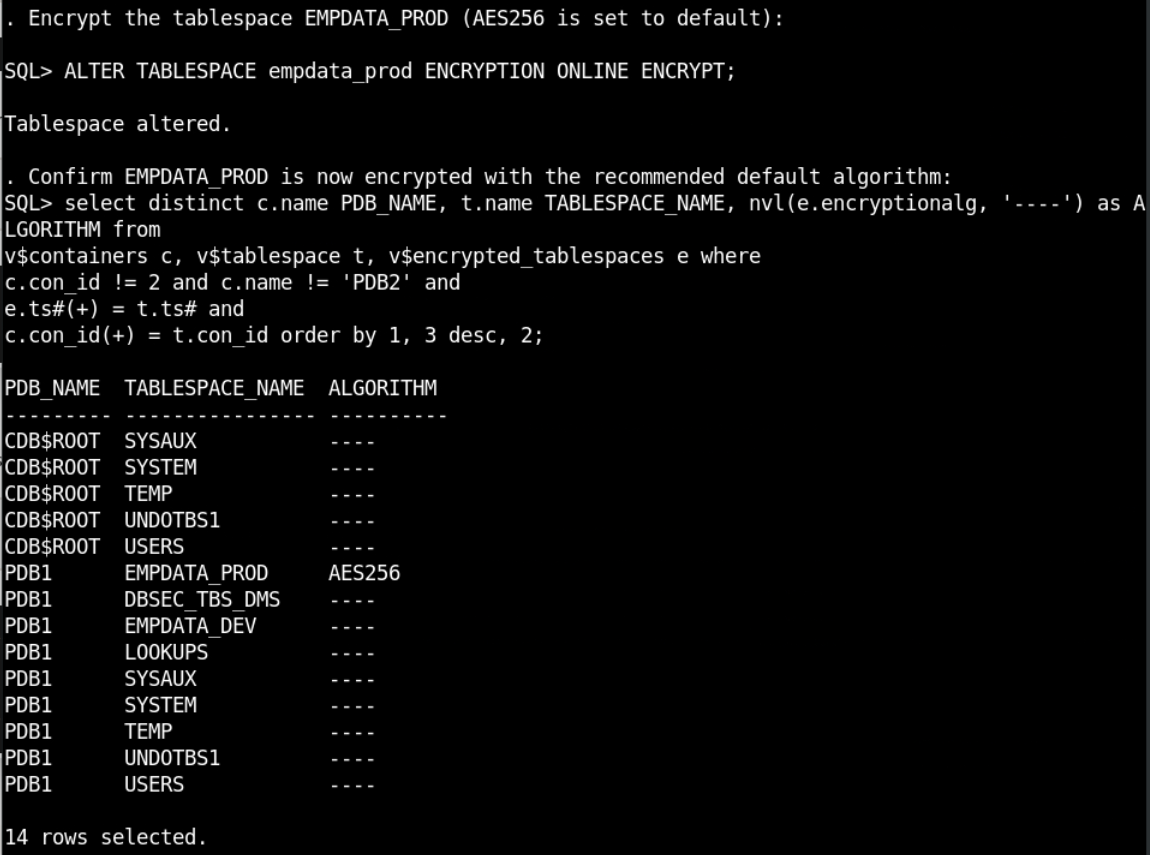 . Encrypt the tablespace EMPDATA_PROD (AES256 is set to default):
SQL> ALTER TABLESPACE empdata_prod ENCRYPTION ONLINE ENCRYPT;
Tablespace altered.
. Confirm EMPDATA_PROD is now encrypted with the recommended default algorithm:
SQL> select distinct c.name PDB_NAME, t.name TABLESPACE_NAME, nvl(e.encryptionalg, '----') as A
LGORITHM from
v$containers c, v$tablespace t, v$encrypted_tablespaces e where
c.con_id != 2 and c.name != 'PDB2' and
e.ts#(+) = t.ts# and
c.con_id(+) = t.con_id order by 1, 3 desc, 2;
PDB_NAME  TABLESPACE_NAME  ALGORITHM
--------- ---------------- ----------
CDB$ROOT  SYSAUX           ----
CDB$ROOT  SYSTEM           ----
CDB$ROOT  TEMP             ----
CDB$ROOT  UNDOTBS1         ----
CDB$ROOT  USERS            ----
PDB1      EMPDATA_PROD     AES256
PDB1      DBSEC_TBS_DMS    ----
PDB1      EMPDATA_DEV      ----
PDB1      LOOKUPS          ----
PDB1      SYSAUX           ----
PDB1      SYSTEM           ----
PDB1      TEMP             ----
PDB1      UNDOTBS1         ----
PDB1      USERS            ----
14 rows selected.